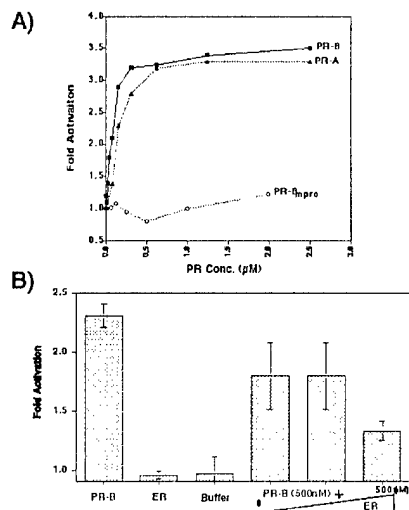 A)
4.0
3.5
3.0
2.5
2.0
1.5
1.0
0.5
Fold Activation
PR-B
PR-A
PR-Bmpro
0.0
0.5
1.0
1.5
2.0
2.5
3.0
PR Conc. (µM)
B)
2.5
2.0
1.5
1.0
Fold Activation
PR-B
ER
Buffer
PR-B (500nM) +
0
500nM
ER